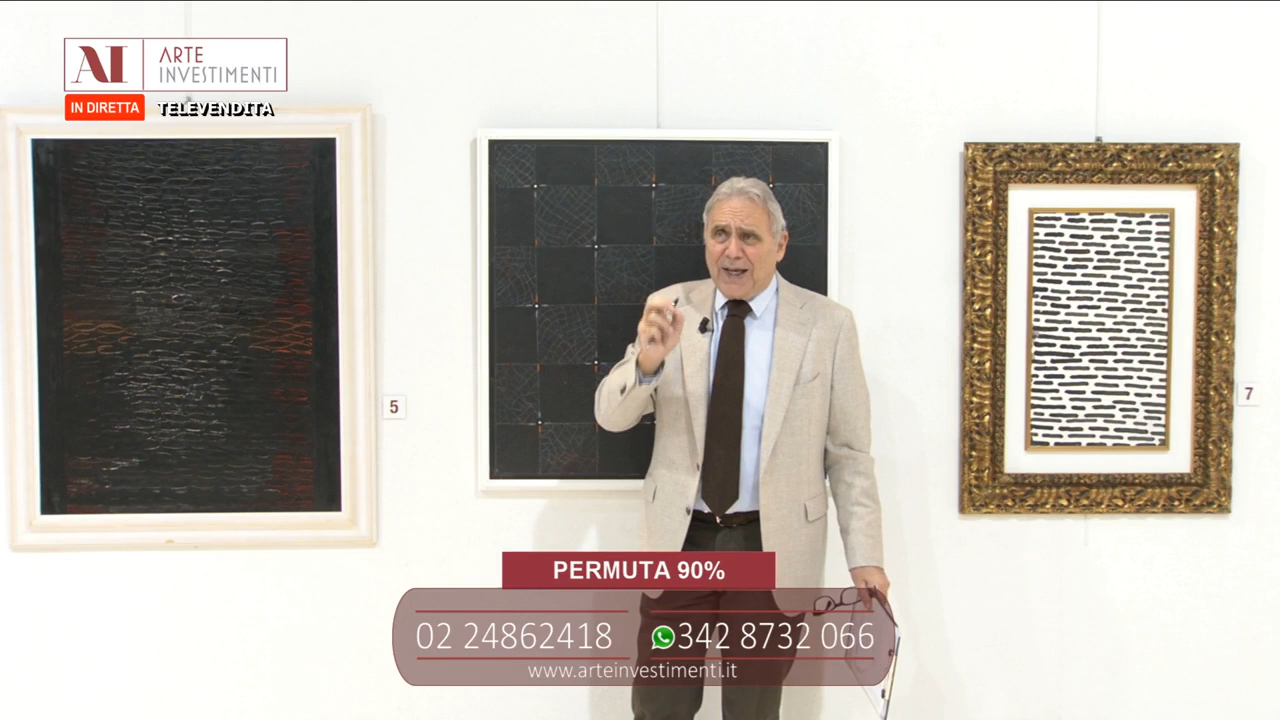 AI
ARTE
INVESTIMENTI
IN DIRETTA
TELEVENDITA
5
7
PERMUTA 90%
02 24862418
342 8732 066
www.arteinvestimenti.it